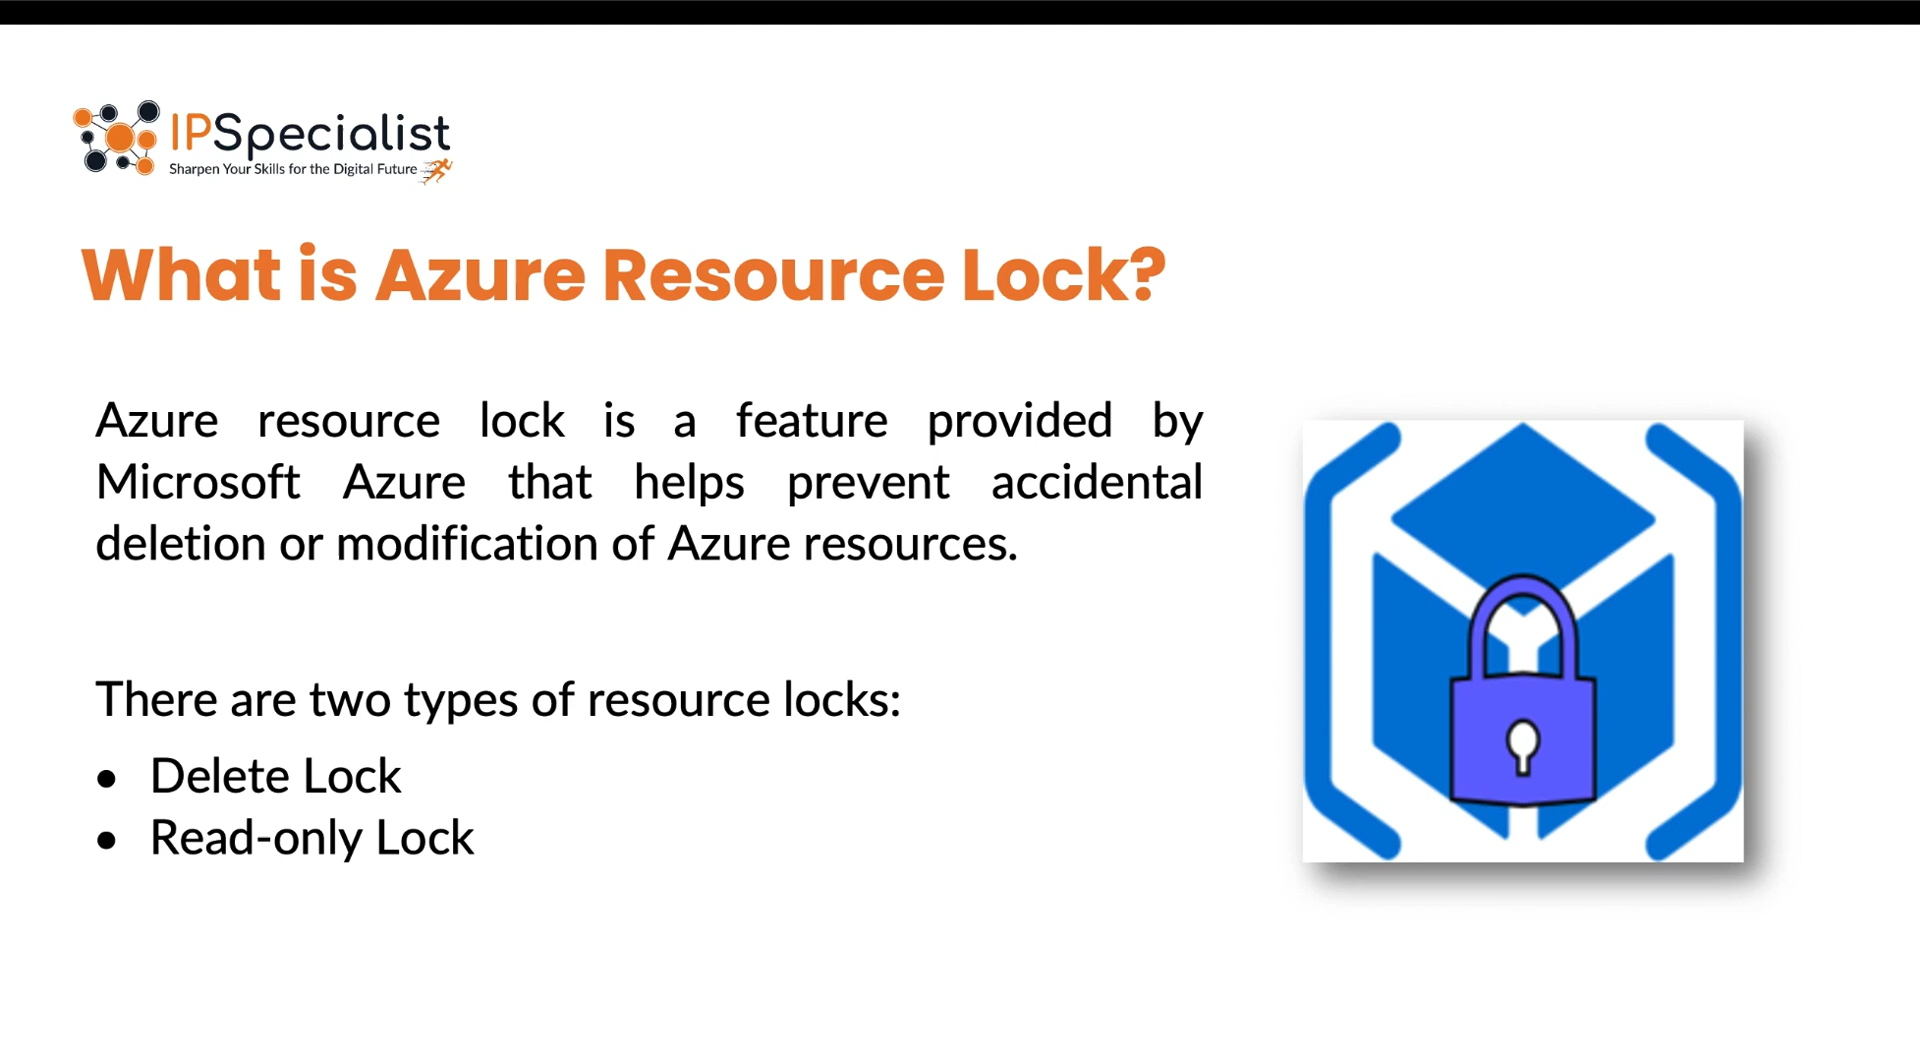 IPSpecialist
Sharpen Your Skills for the Digital Future
What is Azure Resource Lock?
Azure resource lock is a feature provided by
Microsoft Azure that helps prevent accidental
deletion or modification of Azure resources.
There are two types of resource locks:
• Delete Lock
• Read-only Lock